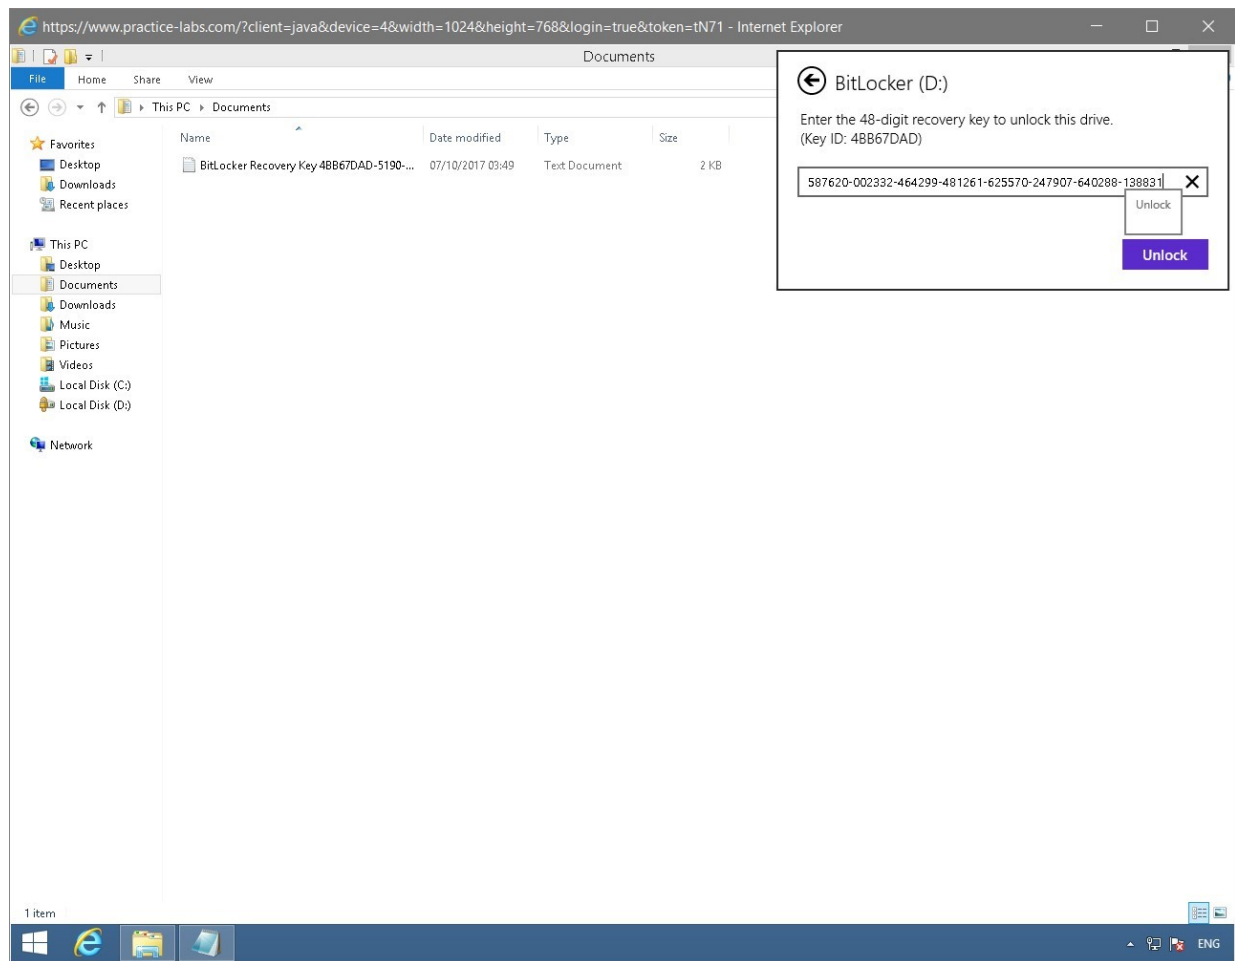 https://www.practice-labs.com/?client=java&device=4&width=1024&height=768&login=true&token=tN71 - Internet Explorer
Documents
File Home Share View
This PC Documents
Name Date modified Type Size
BitLocker Recovery Key 4BB67DAD-5190-... 07/10/2017 03:49 Text Document 2 KB
Favorites
Desktop
Downloads
Recent places
This PC
Desktop
Documents
Downloads
Music
Pictures
Videos
Local Disk (C:)
Local Disk (D:)
Network
BitLocker (D:)
Enter the 48-digit recovery key to unlock this drive.
(Key ID: 4BB67DAD)
587620-002332-464299-481261-625570-247907-640288-138831
Unlock
Unlock
1 item
ENG